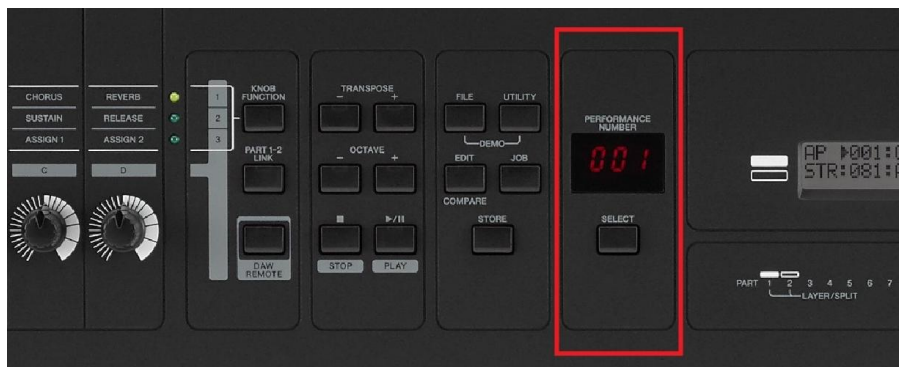 CHORUS
REVERB
1
SUSTAIN
RELEASE
2
ASSIGN 1
ASSIGN 2
3
C
D
KNOB
FUNCTION
PART 1-2
LINK
DAW
REMOTE
TRANSPOSE
− +
OCTAVE
− +
■ ▶/II
STOP
PLAY
FILE
UTILITY
DEMO
EDIT
JOB
COMPARE
STORE
PERFORMANCE
NUMBER
001
SELECT
AP ▶001:
STR:081:
PART 1 2 3 4 5 6 7
LAYER/SPLIT